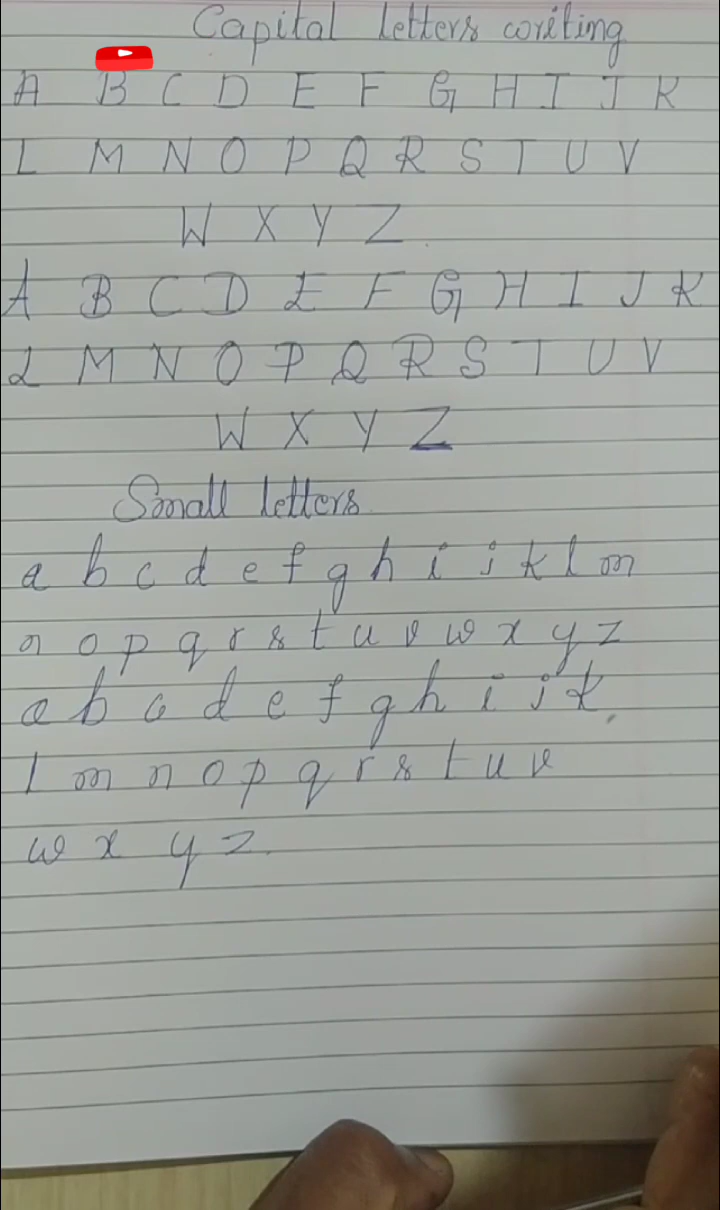 Capital letters writing
A B C D E F G H I J K
L M N O P Q R S T U V
W X Y Z
A B C D E F G H I J K
L M N O P Q R S T U V
W X Y Z
Small letters
a b c d e f g h i j k l m
n o p q r s t u v w x y z
a b c d e f g h i j k
l m n o p q r s t u v
w x y z